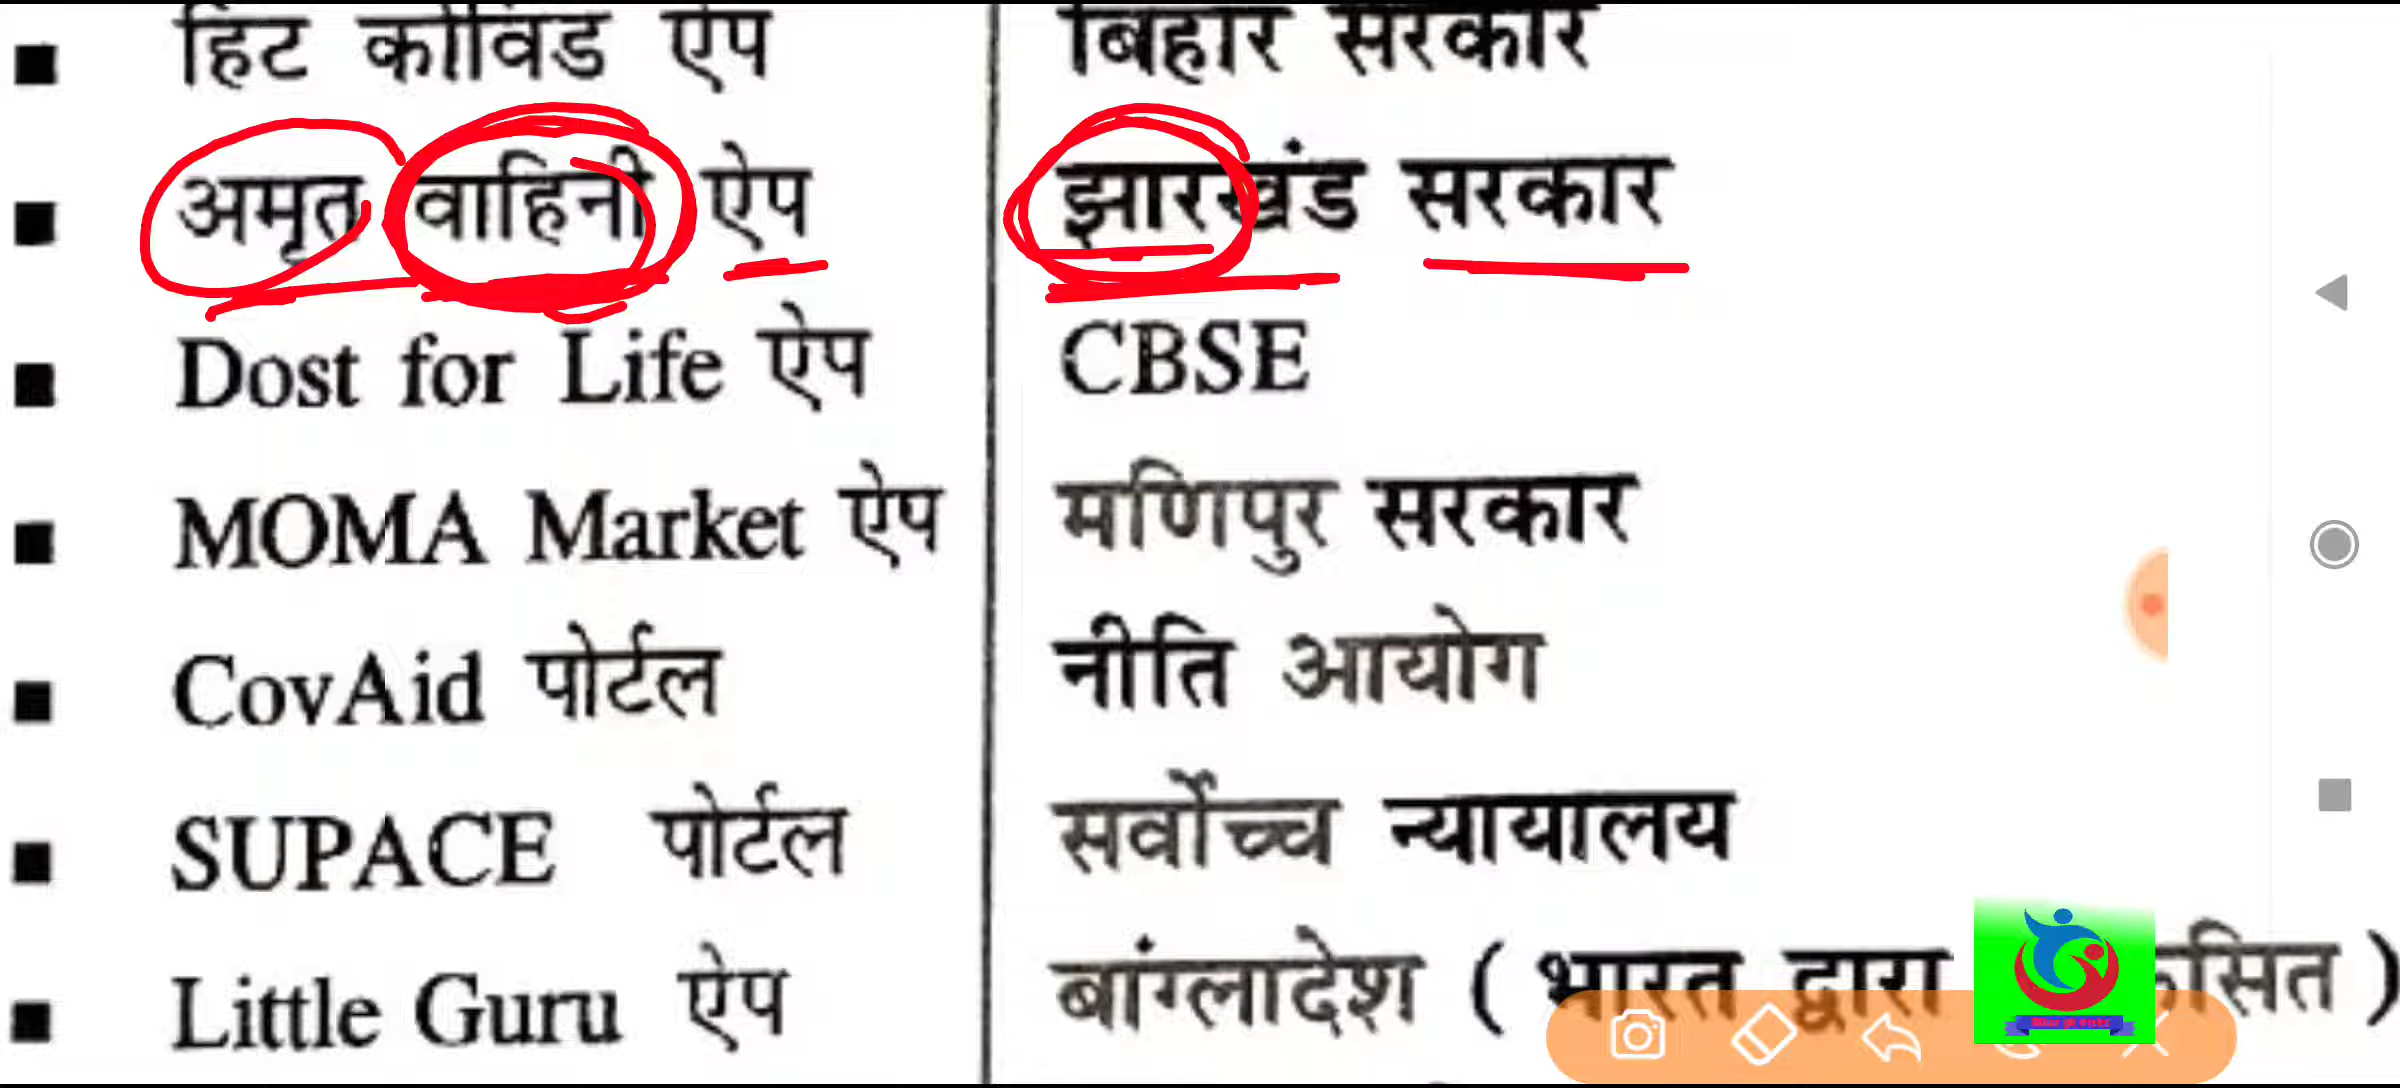 हिट कोविड ऐप बिहार सरकार
अमृत वाहिनी ऐप झारखंड सरकार
Dost for Life ऐप CBSE
MOMA Market ऐप मणिपुर सरकार
CovAid पोर्टल नीति आयोग
SUPACE पोर्टल सर्वोच्च न्यायालय
Little Guru ऐप बांग्लादेश ( भारत द्वारा सित )